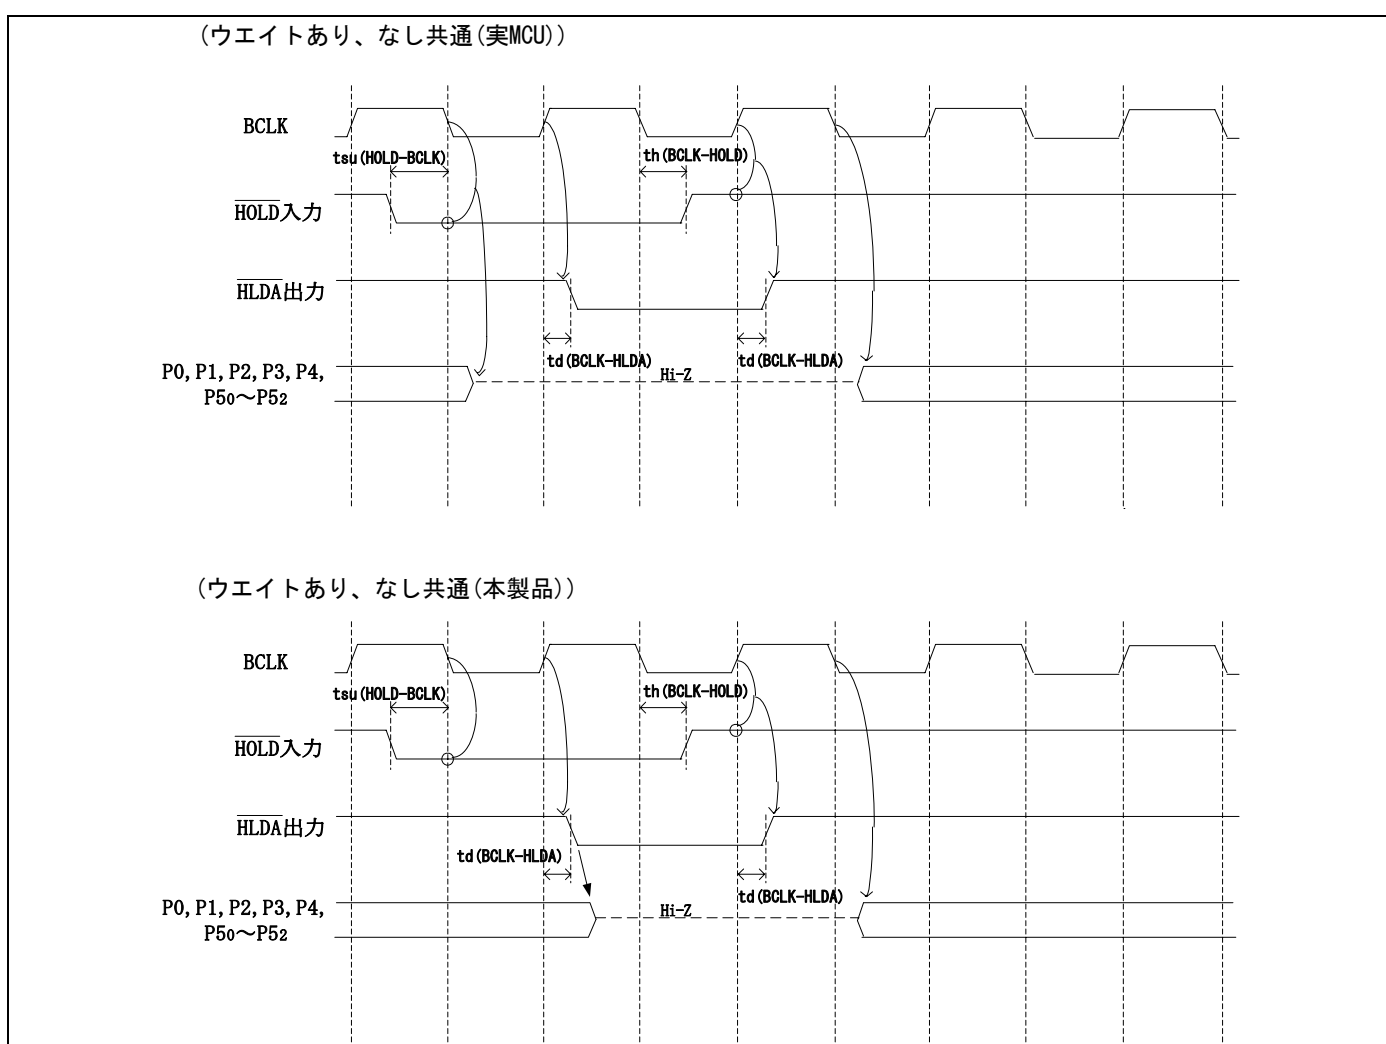 (ウエイトあり、なし共通(実MCU))
BCLK
tsu(HOLD-BCLK)
th(BCLK-HOLD)
HOLD入力
HLDA出力
td(BCLK-HLDA)
td(BCLK-HLDA)
P0, P1, P2, P3, P4,
P50～P52
Hi-Z
(ウエイトあり、なし共通(本製品))
BCLK
tsu(HOLD-BCLK)
th(BCLK-HOLD)
HOLD入力
HLDA出力
td(BCLK-HLDA)
td(BCLK-HLDA)
P0, P1, P2, P3, P4,
P50～P52
Hi-Z